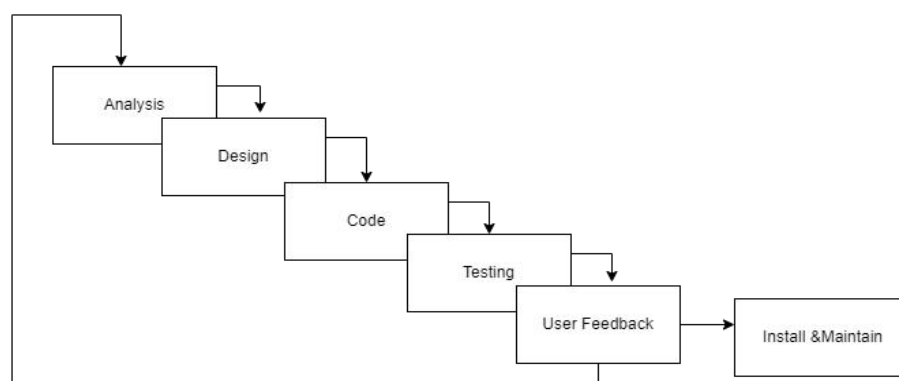 Analysis
Design
Code
Testing
User Feedback
Install &Maintain